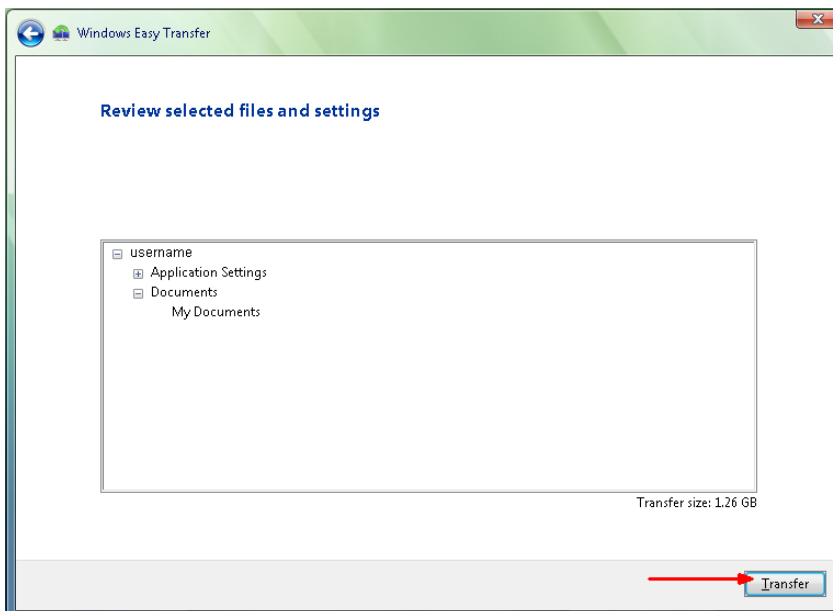 Windows Easy Transfer
Review selected files and settings
username
Application Settings
Documents
My Documents
Transfer size: 1.26 GB
Transfer